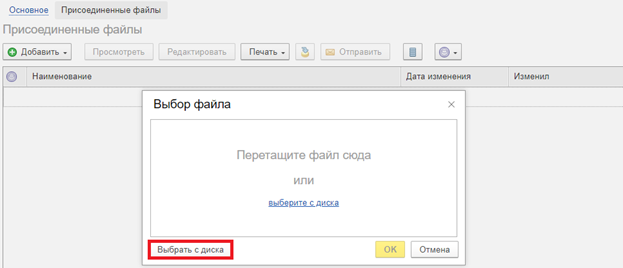 Основное Присоединенные файлы
Присоединенные файлы
Добавить Просмотреть Редактировать Печать Отправить
Наименование Дата изменения Изменил
Выбор файла
Перетащите файл сюда
или
выберите с диска
Выбрать с диска ОК Отмена